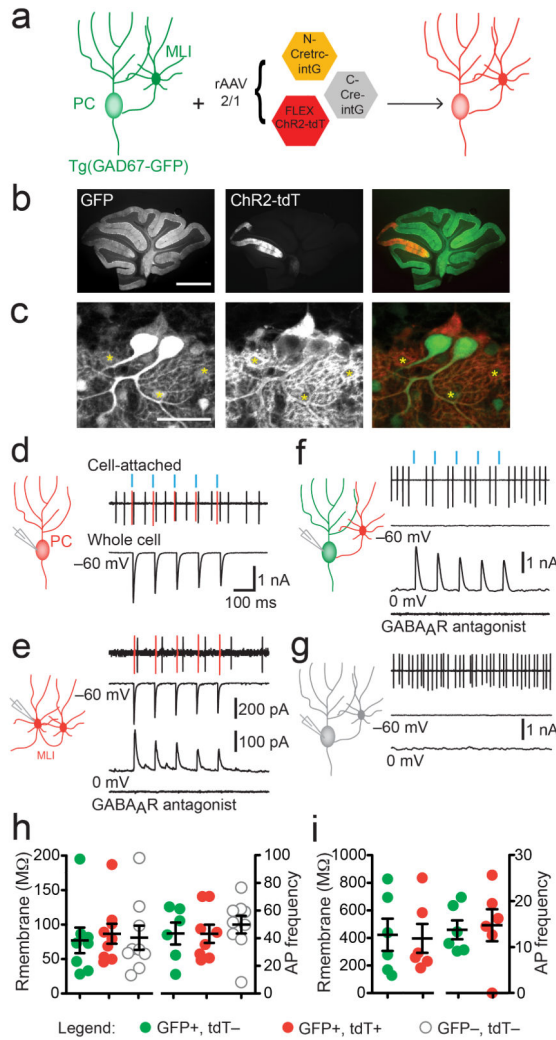 a
MLI
PC
Tg(GAD67-GFP)
+
rAAV
2/1
{
N-
Cretrc-
intG
C-
Cre-
intG
FLEX
ChR2-tdT
b
GFP
ChR2-tdT
c
* * *
* * *
* * *
d
Cell-attached
PC
Whole cell
–60 mV
1 nA
100 ms
e
–60 mV
200 pA
100 pA
MLI
0 mV
GABAAR antagonist
f
–60 mV
1 nA
0 mV
GABAAR antagonist
g
–60 mV
1 nA
0 mV
h
Rmembrane (MΩ)
200
150
100
50
0
100
80
60
40
20
0
AP frequency
i
Rmembrane (MΩ)
1000
800
600
400
200
0
30
20
10
0
AP frequency
Legend: GFP+, tdT– GFP+, tdT+ GFP–, tdT–